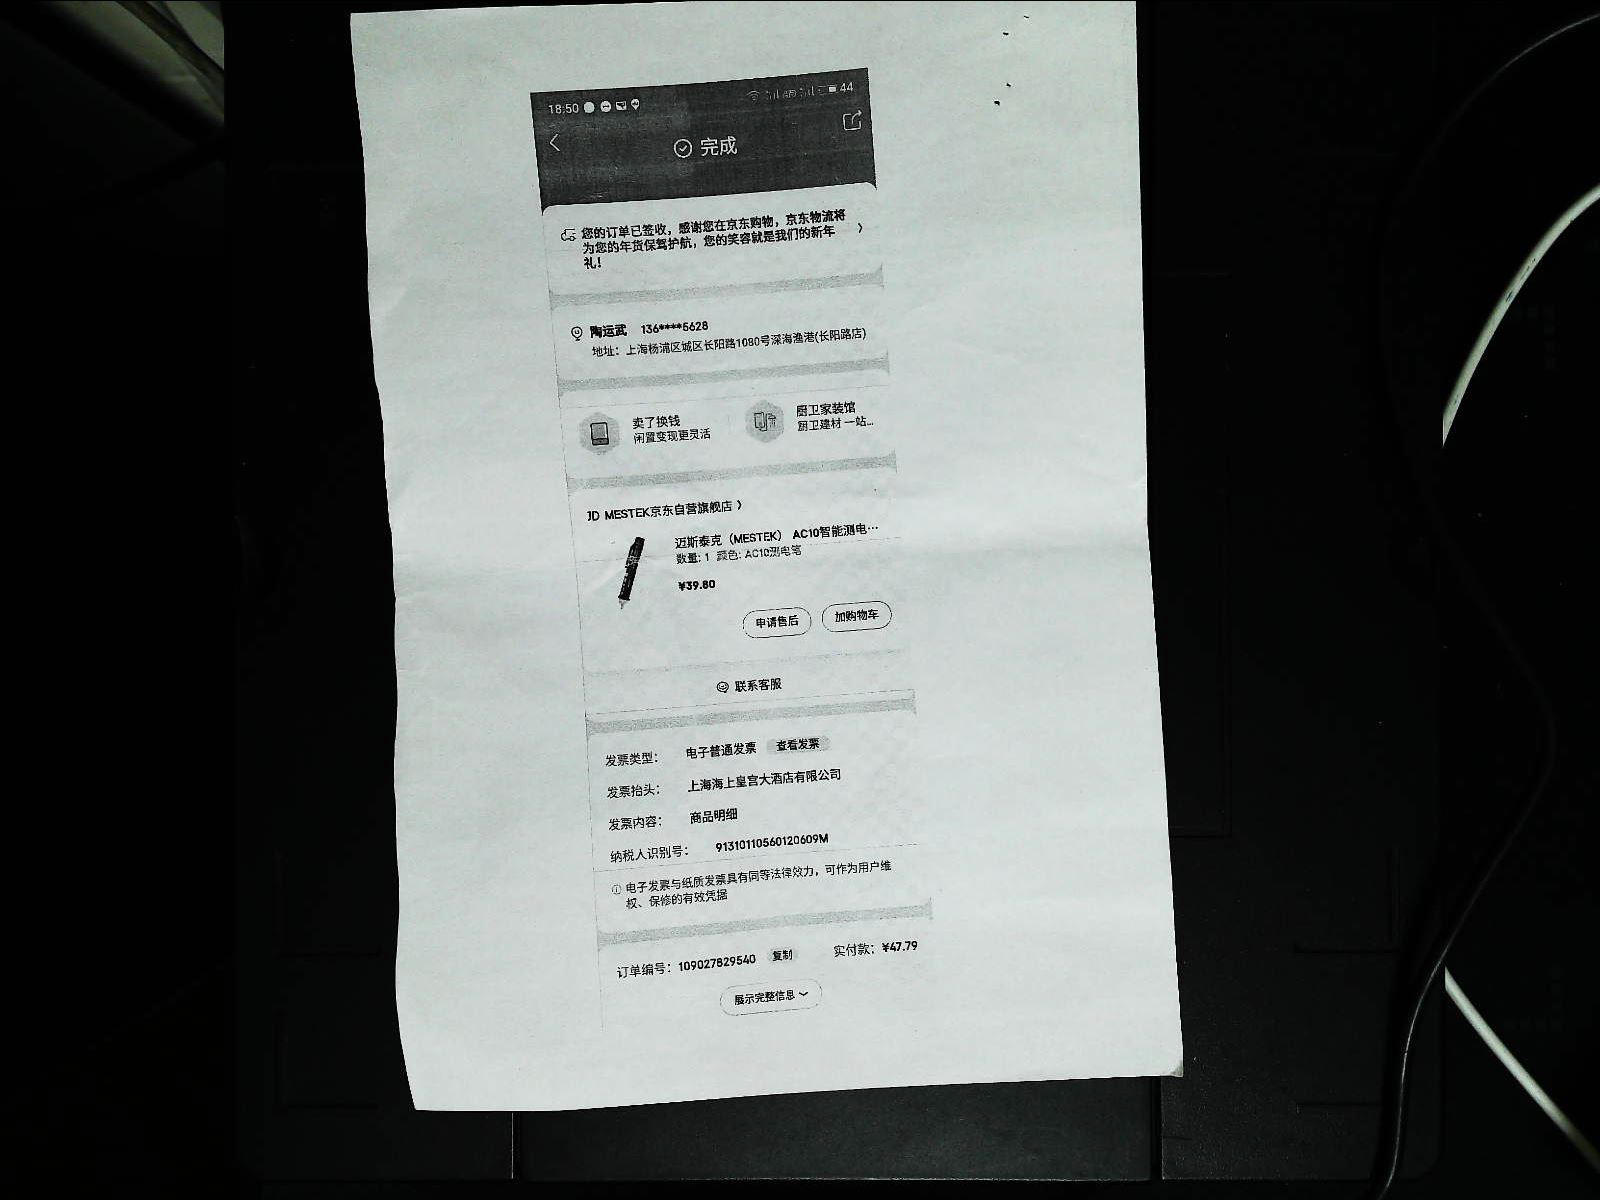 18:50
44
完成
您的订单已签收，感谢您在京东购物，京东物流将
为您的年货保驾护航，您的笑容就是我们的新年
礼！
陶运武 136****5628
地址：上海杨浦区城区长阳路1080号深海渔港(长阳路店)
卖了换钱
闲置变现更灵活
厨卫家装馆
厨卫建材 一站...
JD MESTEK京东自营旗舰店
迈斯泰克（MESTEK） AC10智能测电...
数量: 1 颜色: AC10测电笔
¥39.80
申请售后 加购物车
联系客服
发票类型： 电子普通发票 查看发票
发票抬头： 上海海上皇宫大酒店有限公司
发票内容： 商品明细
纳税人识别号： 91310110560120609M
电子发票与纸质发票具有同等法律效力，可作为用户维
权、保修的有效凭据
订单编号：109027829540 复制 实付款：¥47.79
展示完整信息